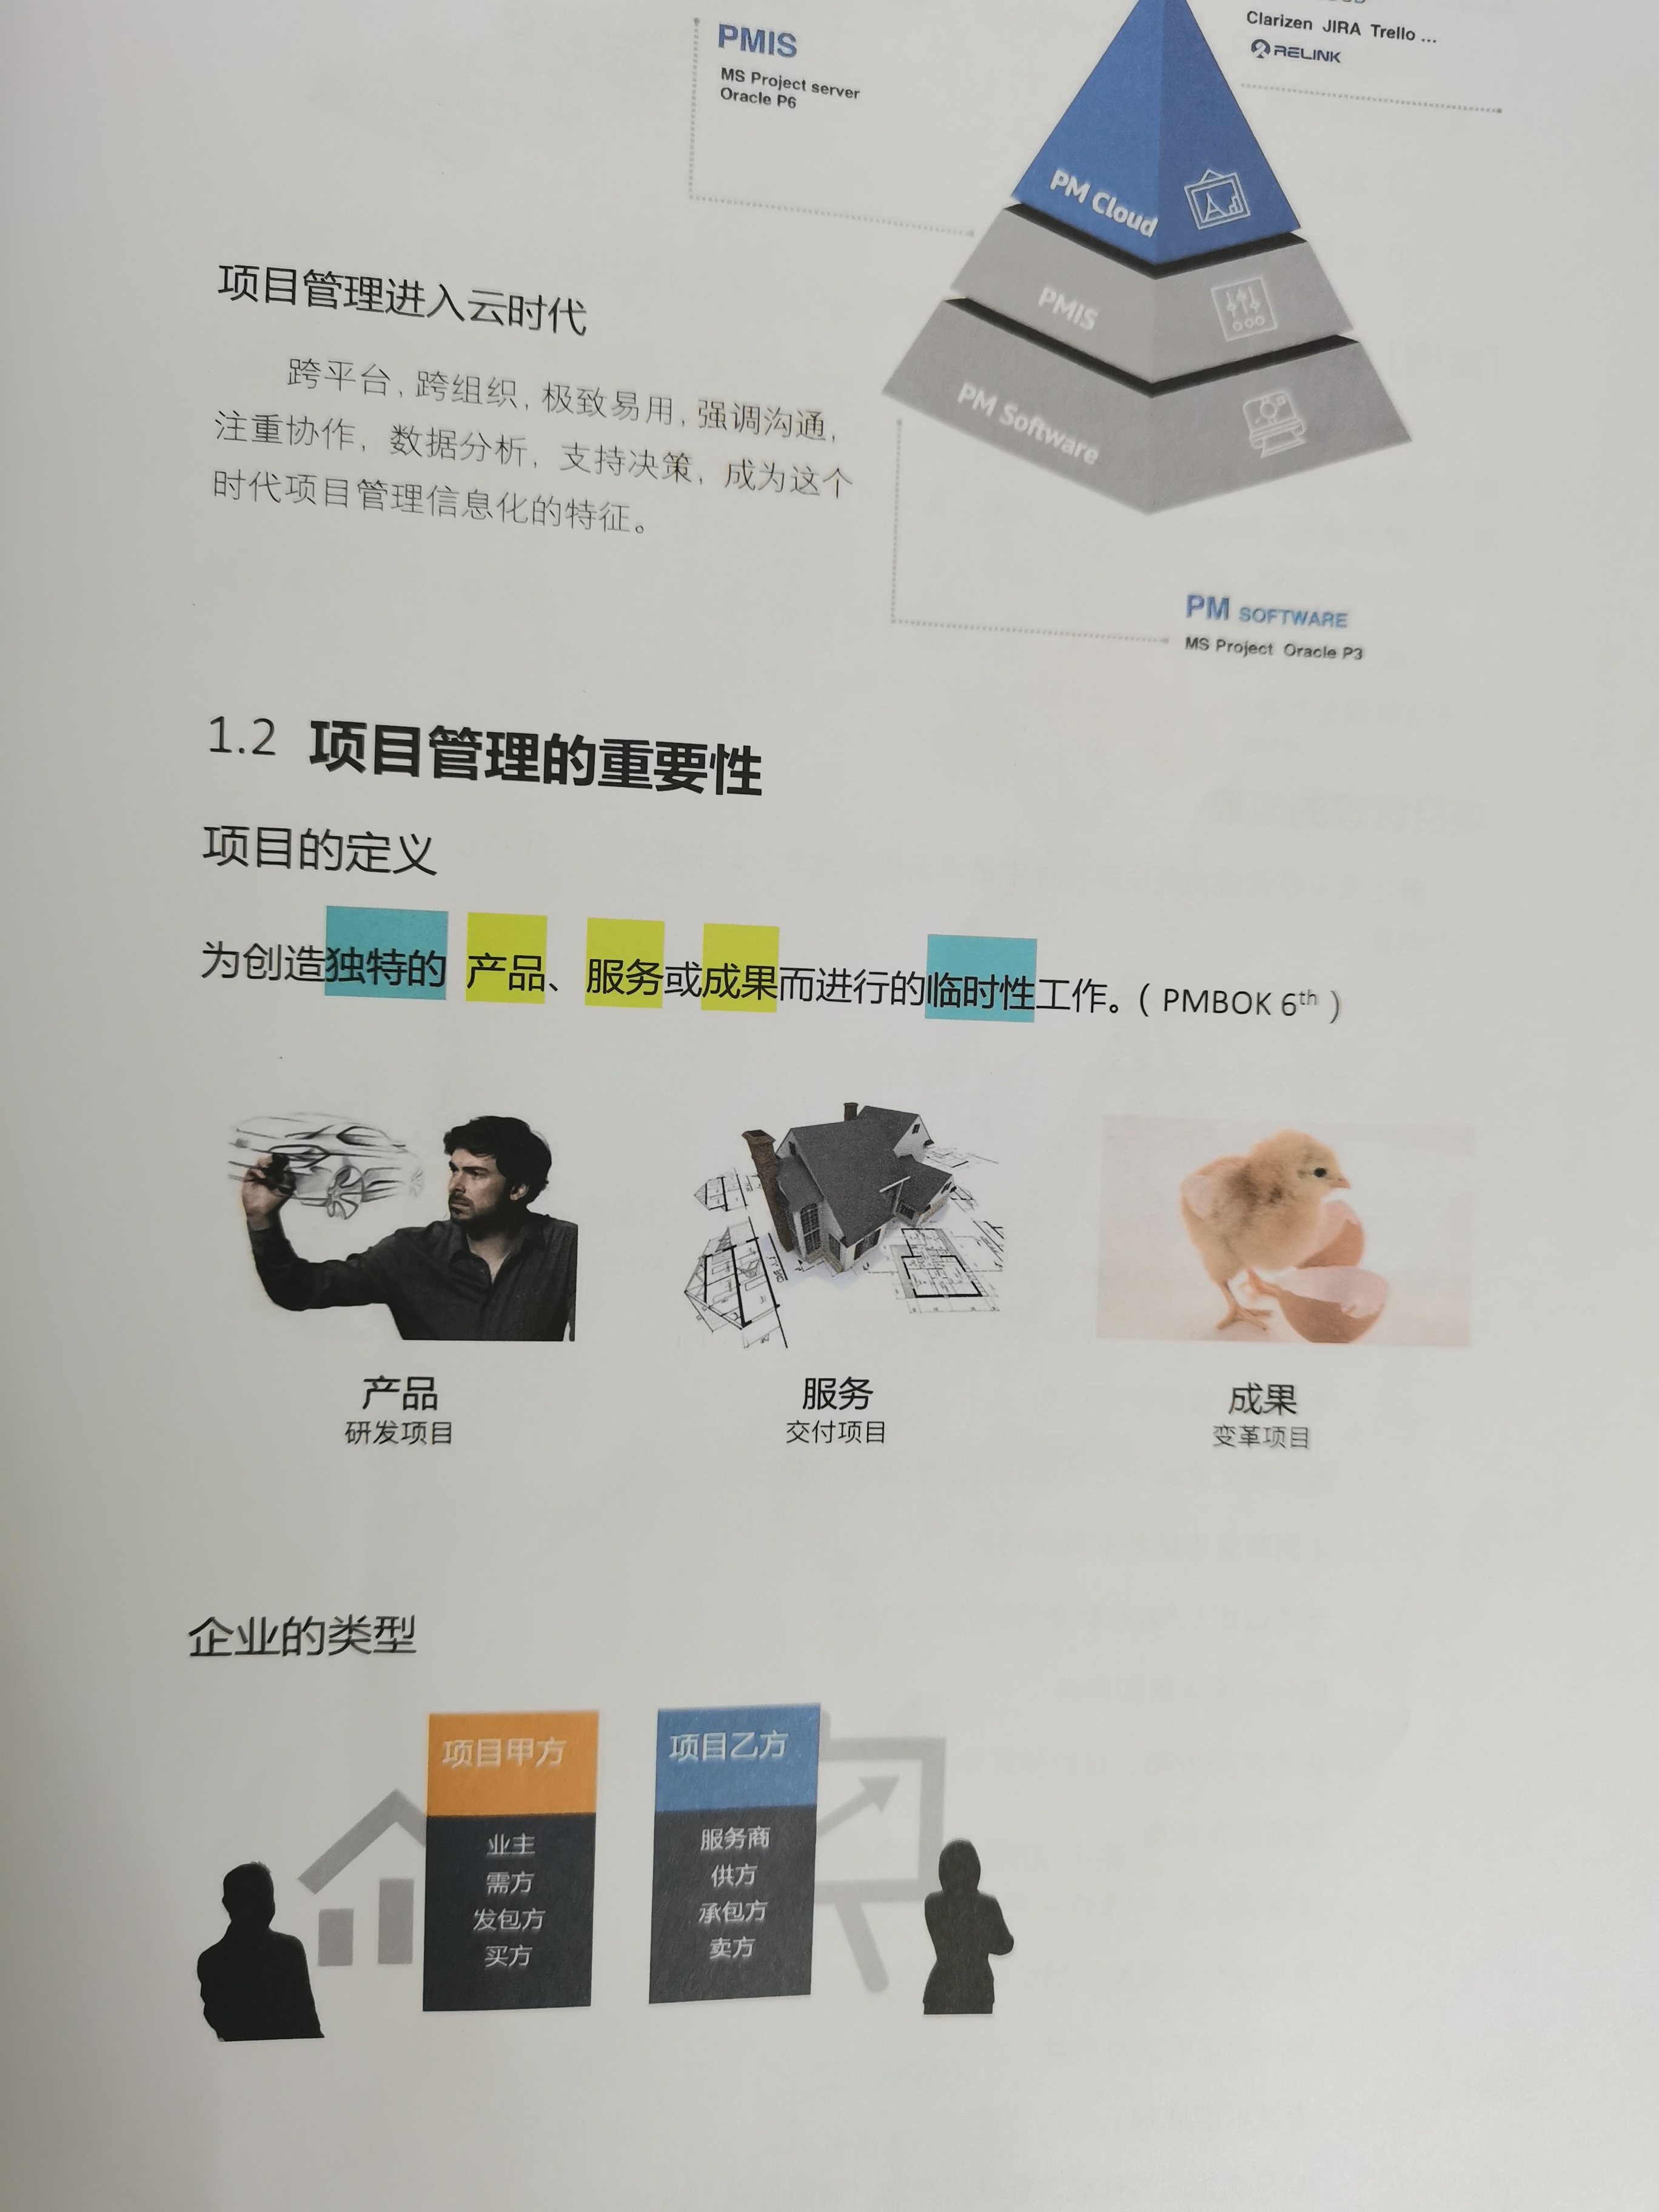 PMIS
MS Project server
Oracle P6
Clarizen JIRA Trello ...
RELINK
PM Cloud
PMIS
PM Software
项目管理进入云时代
跨平台，跨组织，极致易用，强调沟通，
注重协作，数据分析，支持决策，成为这个
时代项目管理信息化的特征。
PM SOFTWARE
MS Project Oracle P3
1.2 项目管理的重要性
项目的定义
为创造独特的 产品、服务或成果而进行的临时性工作。（PMBOK 6th）
产品
研发项目
服务
交付项目
成果
变革项目
企业的类型
项目甲方
业主
需方
发包方
买方
项目乙方
服务商
供方
承包方
卖方